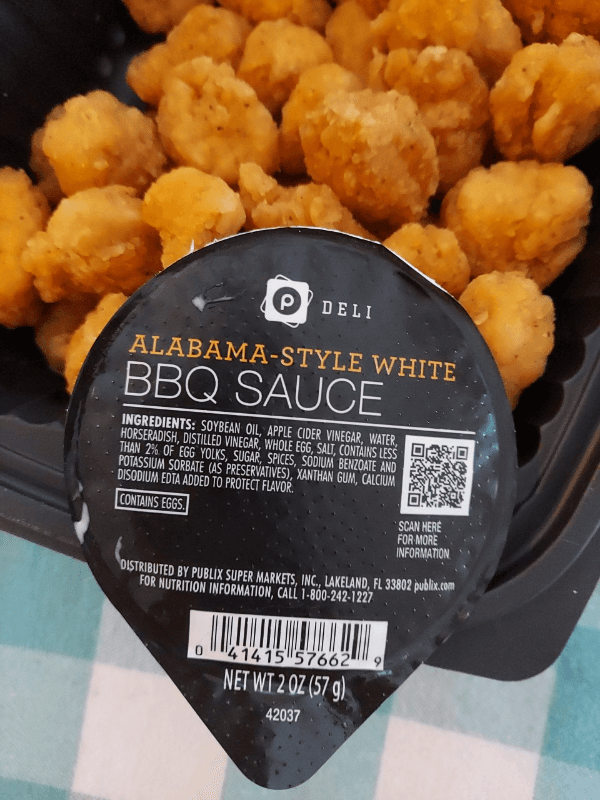 P DELI
ALABAMA-STYLE WHITE
BBQ SAUCE
INGREDIENTS: SOYBEAN OIL, APPLE CIDER VINEGAR, WATER,
HORSERADISH, DISTILLED VINEGAR, WHOLE EGG, SALT, CONTAINS LESS
THAN 2% OF EGG YOLKS, SUGAR, SPICES, SODIUM BENZOATE AND
POTASSIUM SORBATE (AS PRESERVATIVES), XANTHAN GUM, CALCIUM
DISODIUM EDTA ADDED TO PROTECT FLAVOR.
CONTAINS EGGS.
SCAN HERE
FOR MORE
INFORMATION
DISTRIBUTED BY PUBLIX SUPER MARKETS, INC., LAKELAND, FL 33802 publix.com
FOR NUTRITION INFORMATION, CALL 1-800-242-1227
0 41415 57662 9
NET WT 2 OZ (57 g)
42037